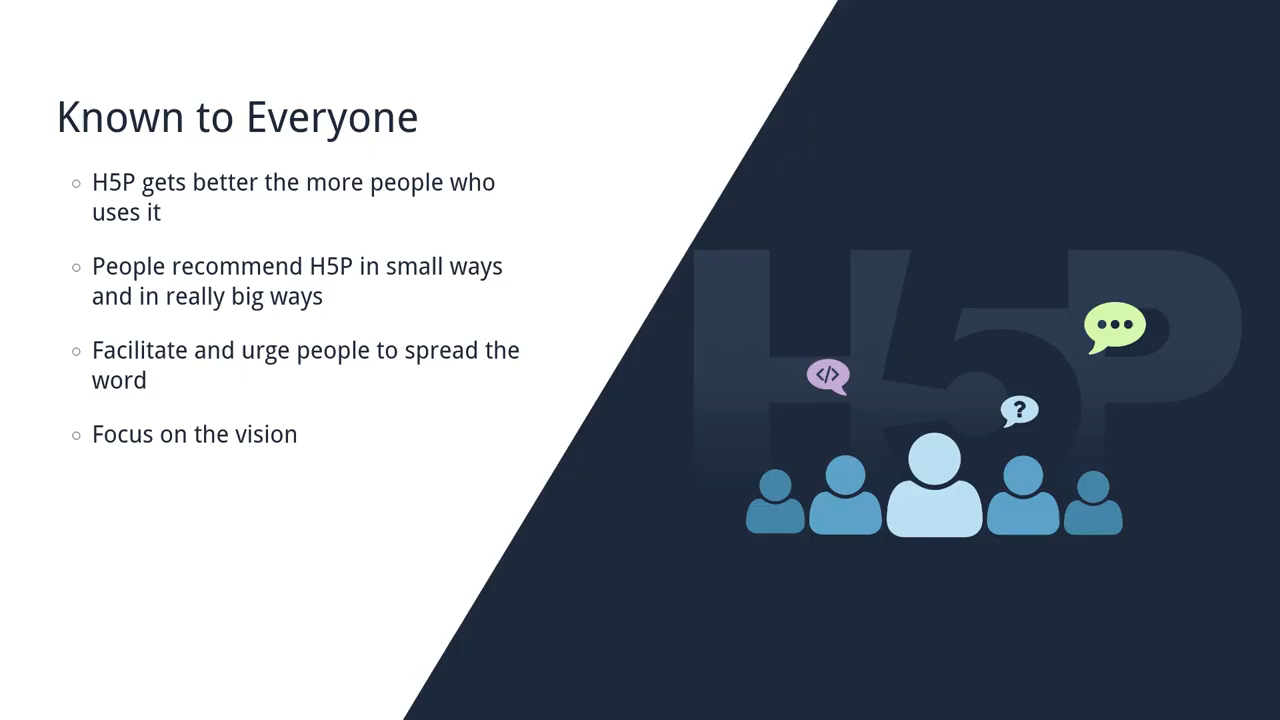 Known to Everyone
H5P gets better the more people who
uses it
People recommend H5P in small ways
and in really big ways
Facilitate and urge people to spread the
word
Focus on the vision
H5P
</>
?